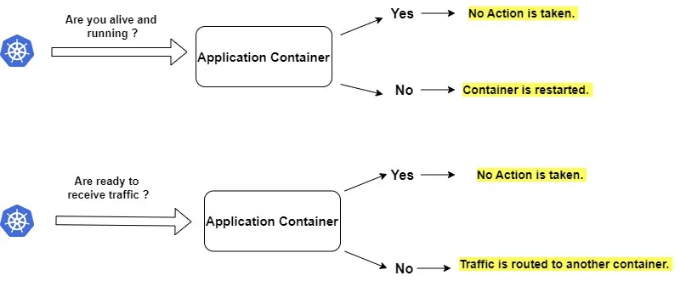 Are you alive and
running ?
Application Container
Yes
No Action is taken.
No
Container is restarted.
Are ready to
receive traffic ?
Application Container
Yes
No Action is taken.
No
Traffic is routed to another container.